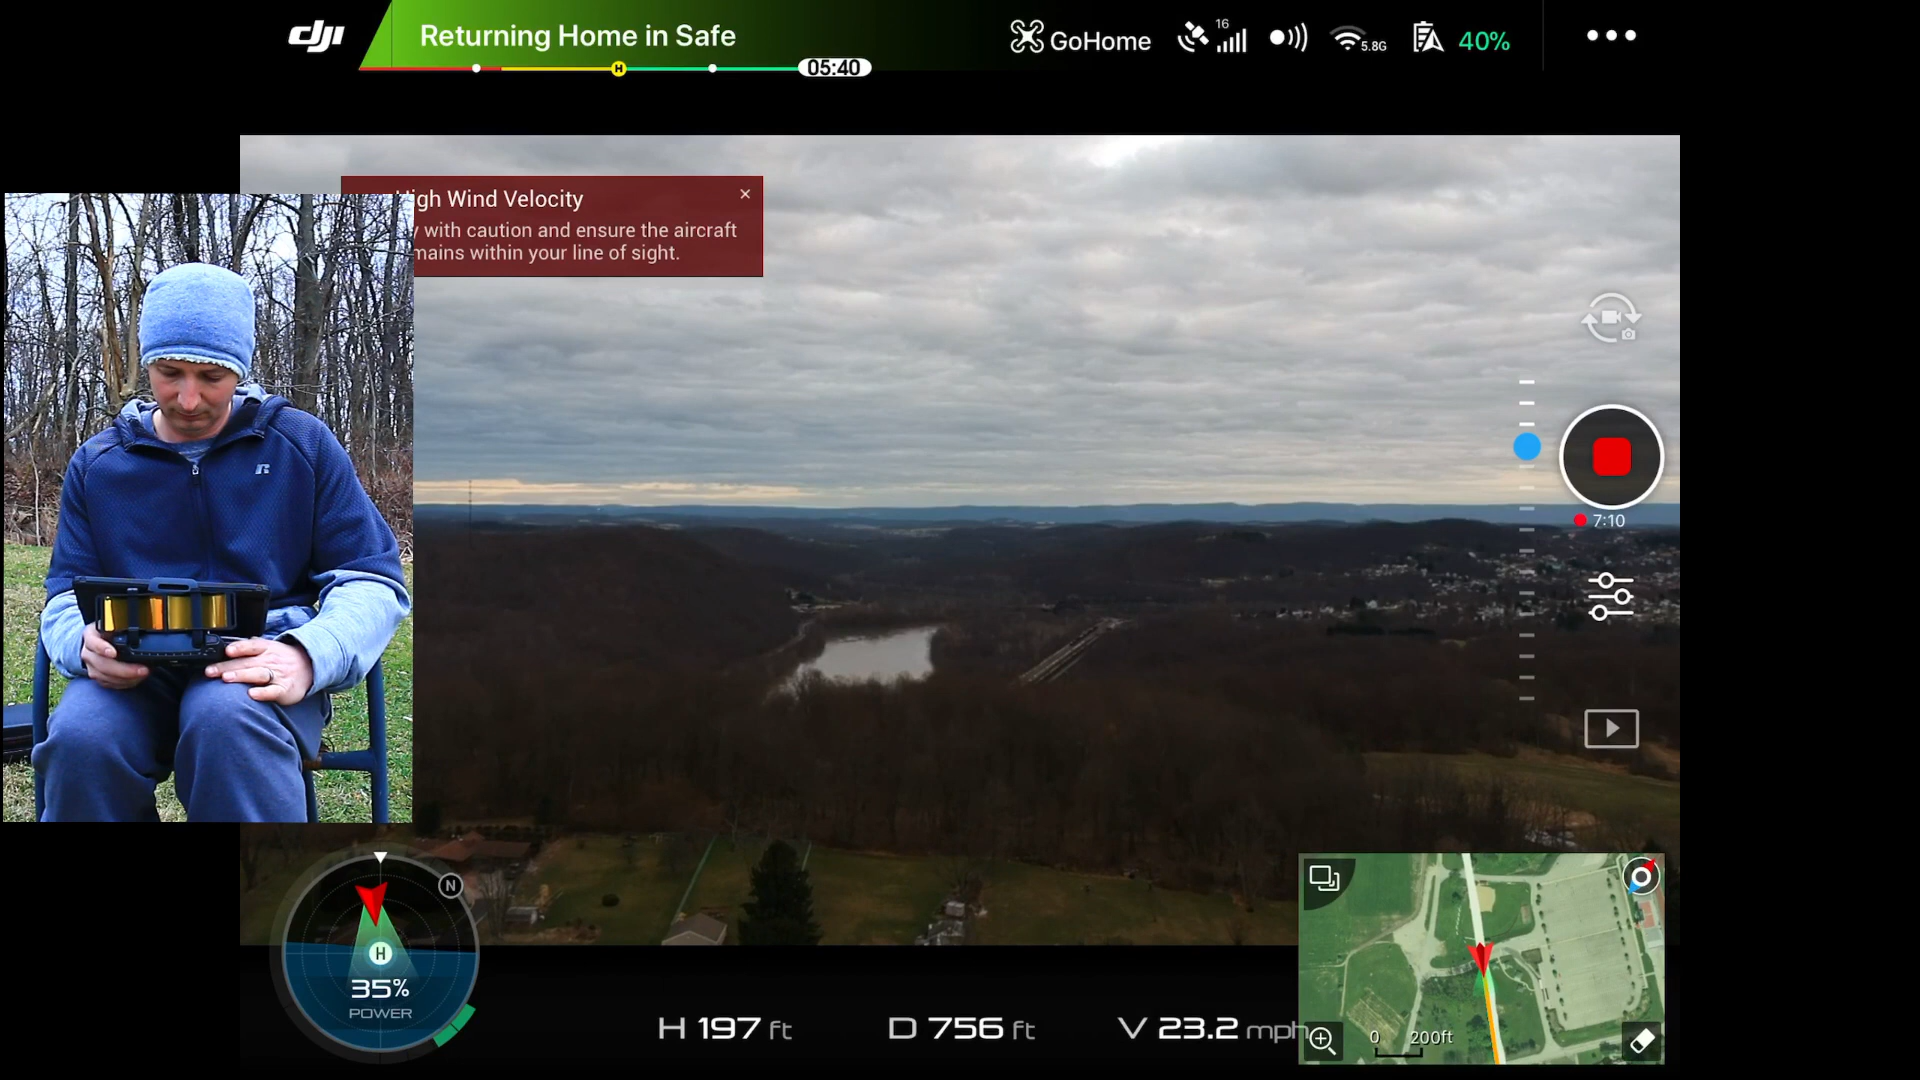 dji
Returning Home in Safe
05:40
H
GoHome
16
5.8G
40%
gh Wind Velocity
with caution and ensure the aircraft
mains within your line of sight.
7:10
N
H
35%
POWER
H 197 ft
D 756 ft
V 23.2 mph
0 200ft